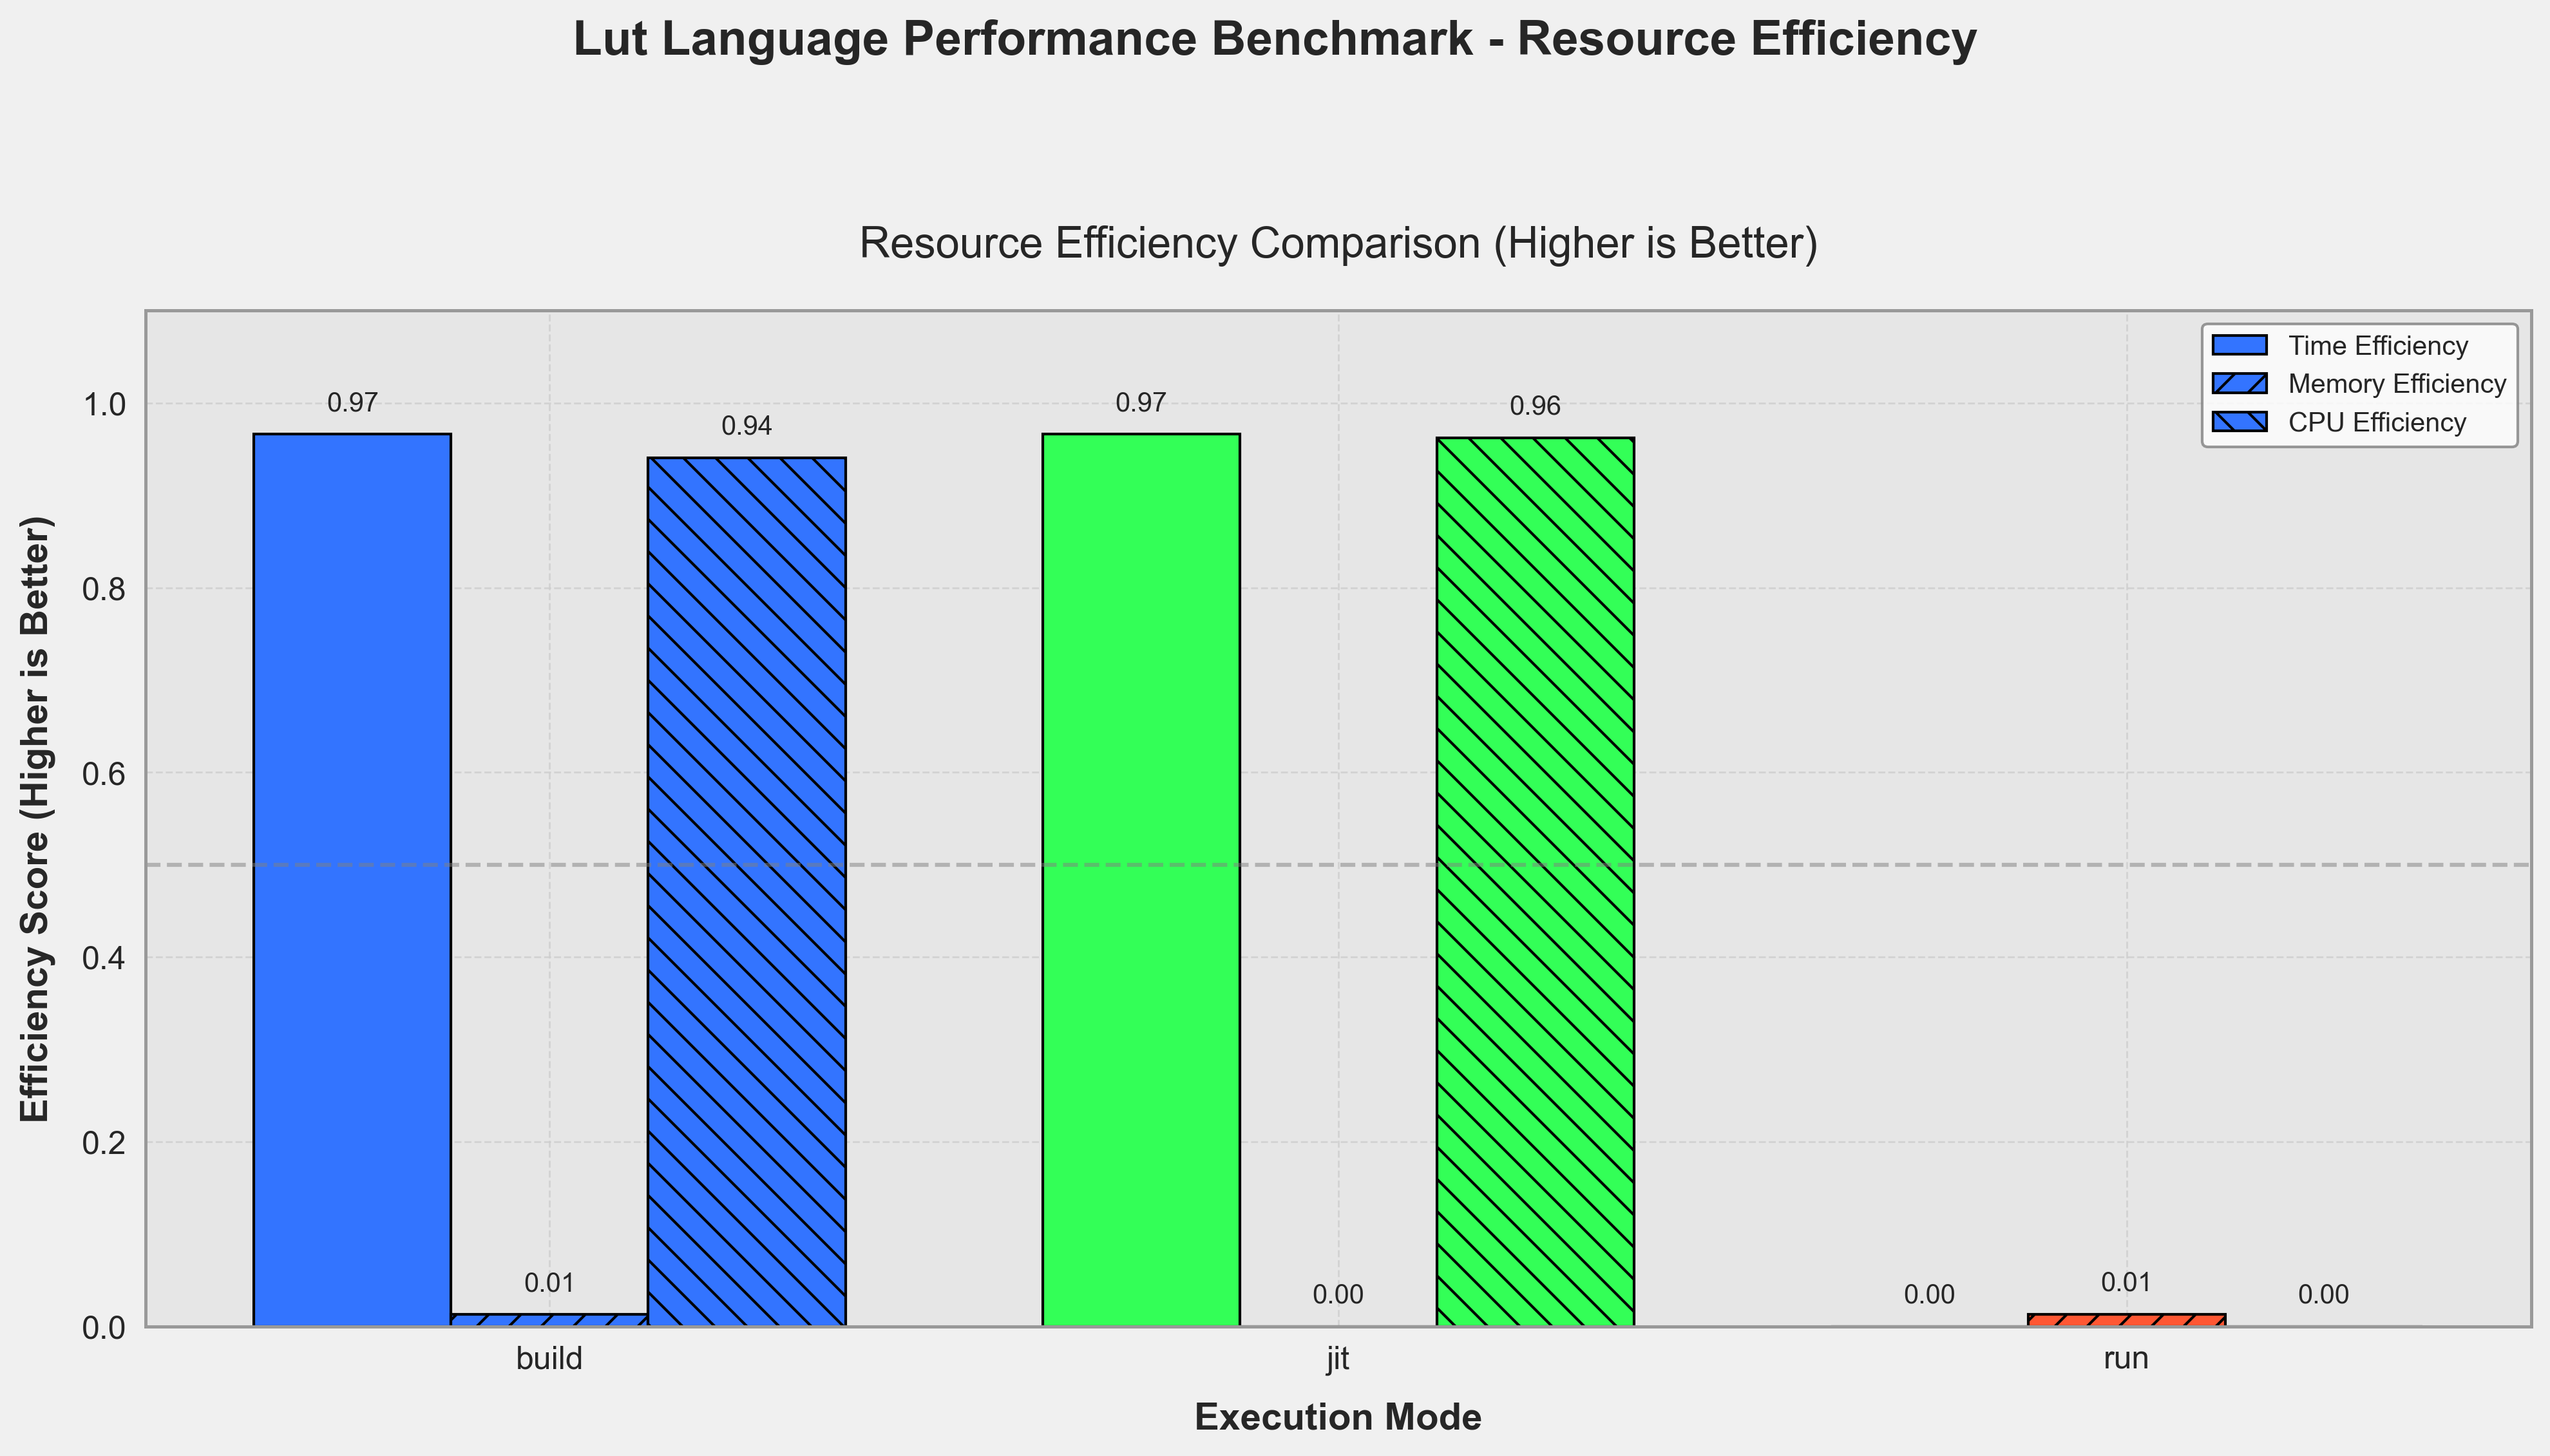 Lut Language Performance Benchmark - Resource Efficiency
Resource Efficiency Comparison (Higher is Better)
Time Efficiency
Memory Efficiency
CPU Efficiency
Efficiency Score (Higher is Better)
1.0
0.8
0.6
0.4
0.2
0.0
0.97
0.01
0.94
0.97
0.00
0.96
0.00
0.01
0.00
build
jit
run
Execution Mode